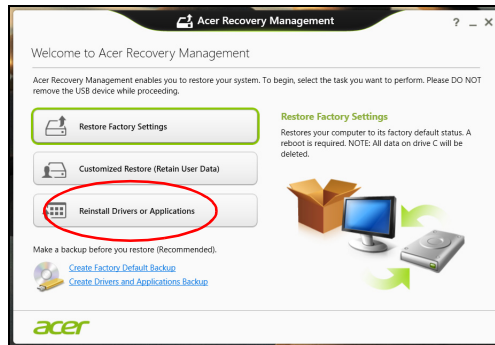 Acer Recovery Management
? _ X
Welcome to Acer Recovery Management
Acer Recovery Management enables you to restore your system. To begin, select the task you want to perform. Please DO NOT
remove the USB device while proceeding.
Restore Factory Settings
Customized Restore (Retain User Data)
Reinstall Drivers or Applications
Make a backup before you restore (Recommended).
Create Factory Default Backup
Create Drivers and Applications Backup
Restore Factory Settings
Restores your computer to its factory default status. A
reboot is required. NOTE: All data on drive C will be
deleted.
acer